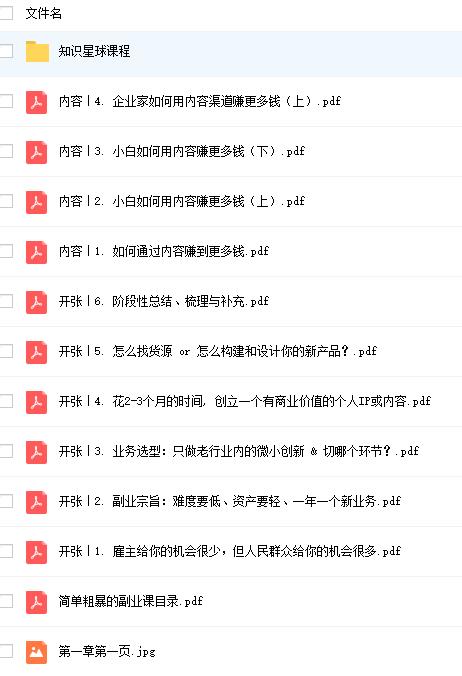 文件名
知识星球课程
内容丨4. 企业家如何用内容渠道赚更多钱（上）.pdf
内容丨3. 小白如何用内容赚更多钱（下）.pdf
内容丨2. 小白如何用内容赚更多钱（上）.pdf
内容丨1. 如何通过内容赚到更多钱.pdf
开张丨6. 阶段性总结、梳理与补充.pdf
开张丨5. 怎么找货源 or 怎么构建和设计你的新产品？.pdf
开张丨4. 花2-3个月的时间, 创立一个有商业价值的个人IP或内容.pdf
开张丨3. 业务选型：只做老行业内的微小创新 & 切哪个环节？.pdf
开张丨2. 副业宗旨：难度要低、资产要轻、一年一个新业务.pdf
开张丨1. 雇主给你的机会很少，但人民群众给你的机会很多.pdf
简单粗暴的副业课目录.pdf
第一章第一页.jpg